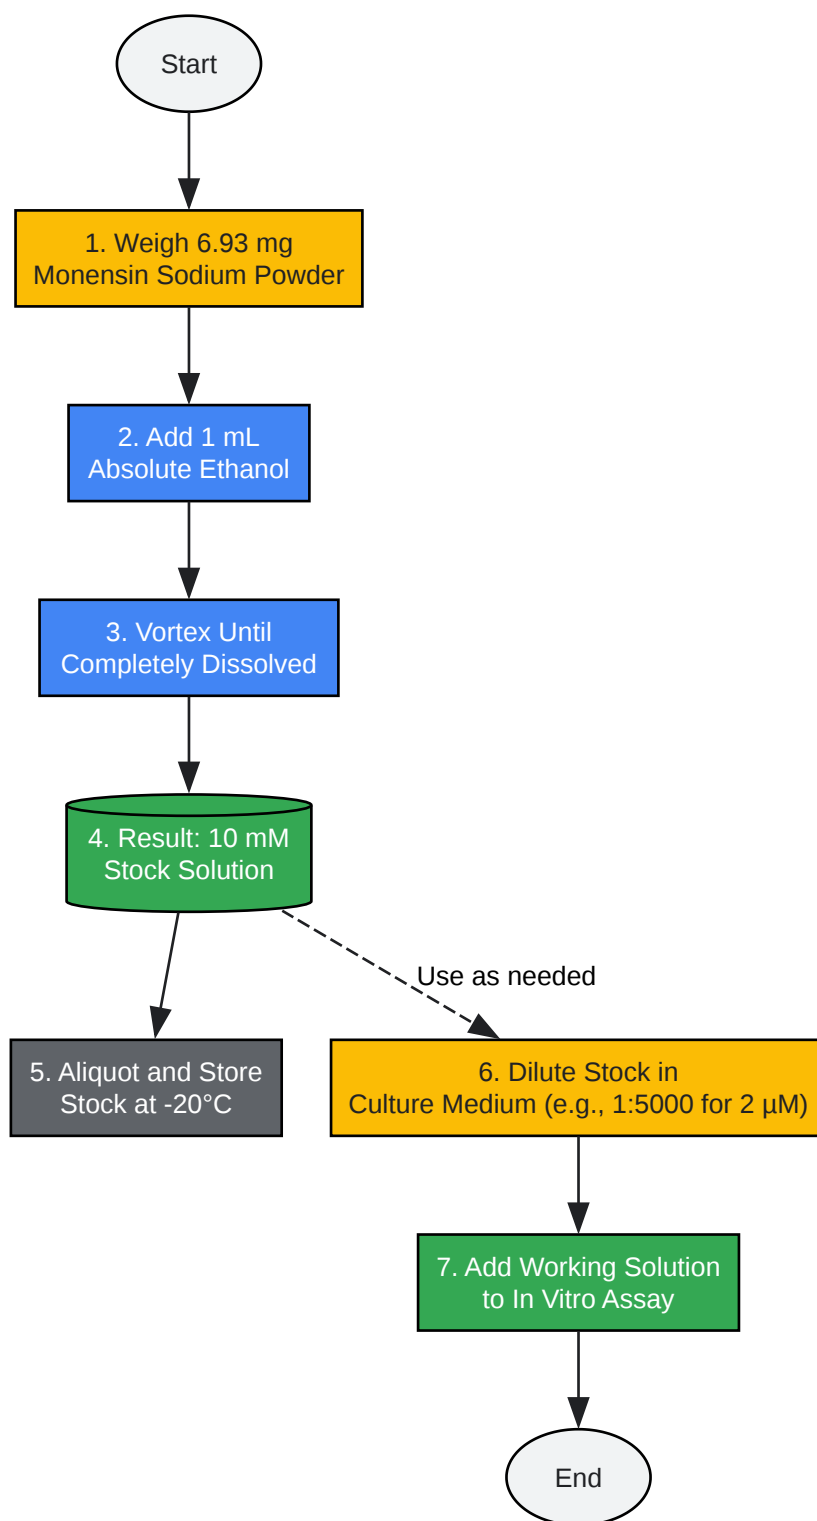 Start
1. Weigh 6.93 mg
Monensin Sodium Powder
2. Add 1 mL
Absolute Ethanol
3. Vortex Until
Completely Dissolved
4. Result: 10 mM
Stock Solution
Use as needed
5. Aliquot and Store
Stock at -20°C
6. Dilute Stock in
Culture Medium (e.g., 1:5000 for 2 µM)
7. Add Working Solution
to In Vitro Assay
End